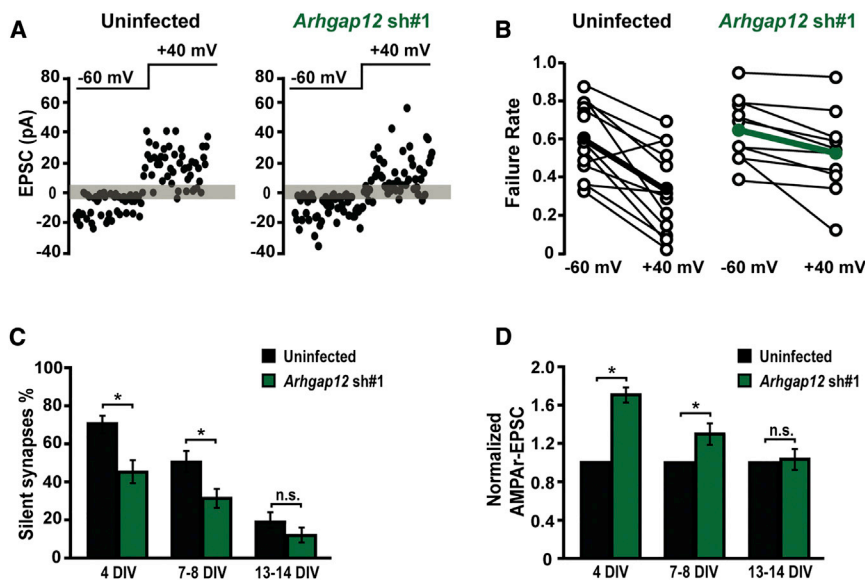 A
Uninfected
Arhgap12 sh#1
+40 mV
-60 mV
+40 mV
-60 mV
EPSC (pA)
80
60
40
20
0
-20
-40
80
60
40
20
0
20
40
B
Uninfected
Arhgap12 sh#1
Failure Rate
1.0
0.8
0.6
0.4
0.2
0
-60 mV
+40 mV
-60 mV
+40 mV
C
Uninfected
Arhgap12 sh#1
Silent synapses %
100
80
60
40
20
0
*
*
n.s.
4 DIV
7-8 DIV
13-14 DIV
D
Uninfected
Arhgap12 sh#1
Normalized
AMPAr-EPSC
2.0
1.6
1.2
0.8
0.4
0
*
*
n.s.
4 DIV
7-8 DIV
13-14 DIV